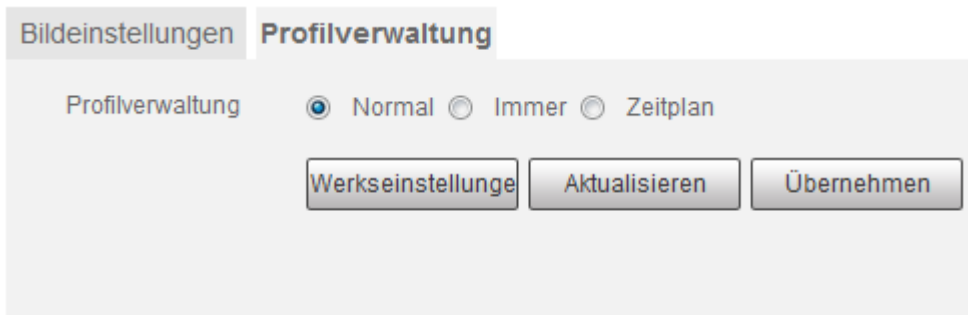 Bildeinstellungen Profilverwaltung
Profilverwaltung Normal Immer Zeitplan
Werkseinstellunge Aktualisieren Übernehmen